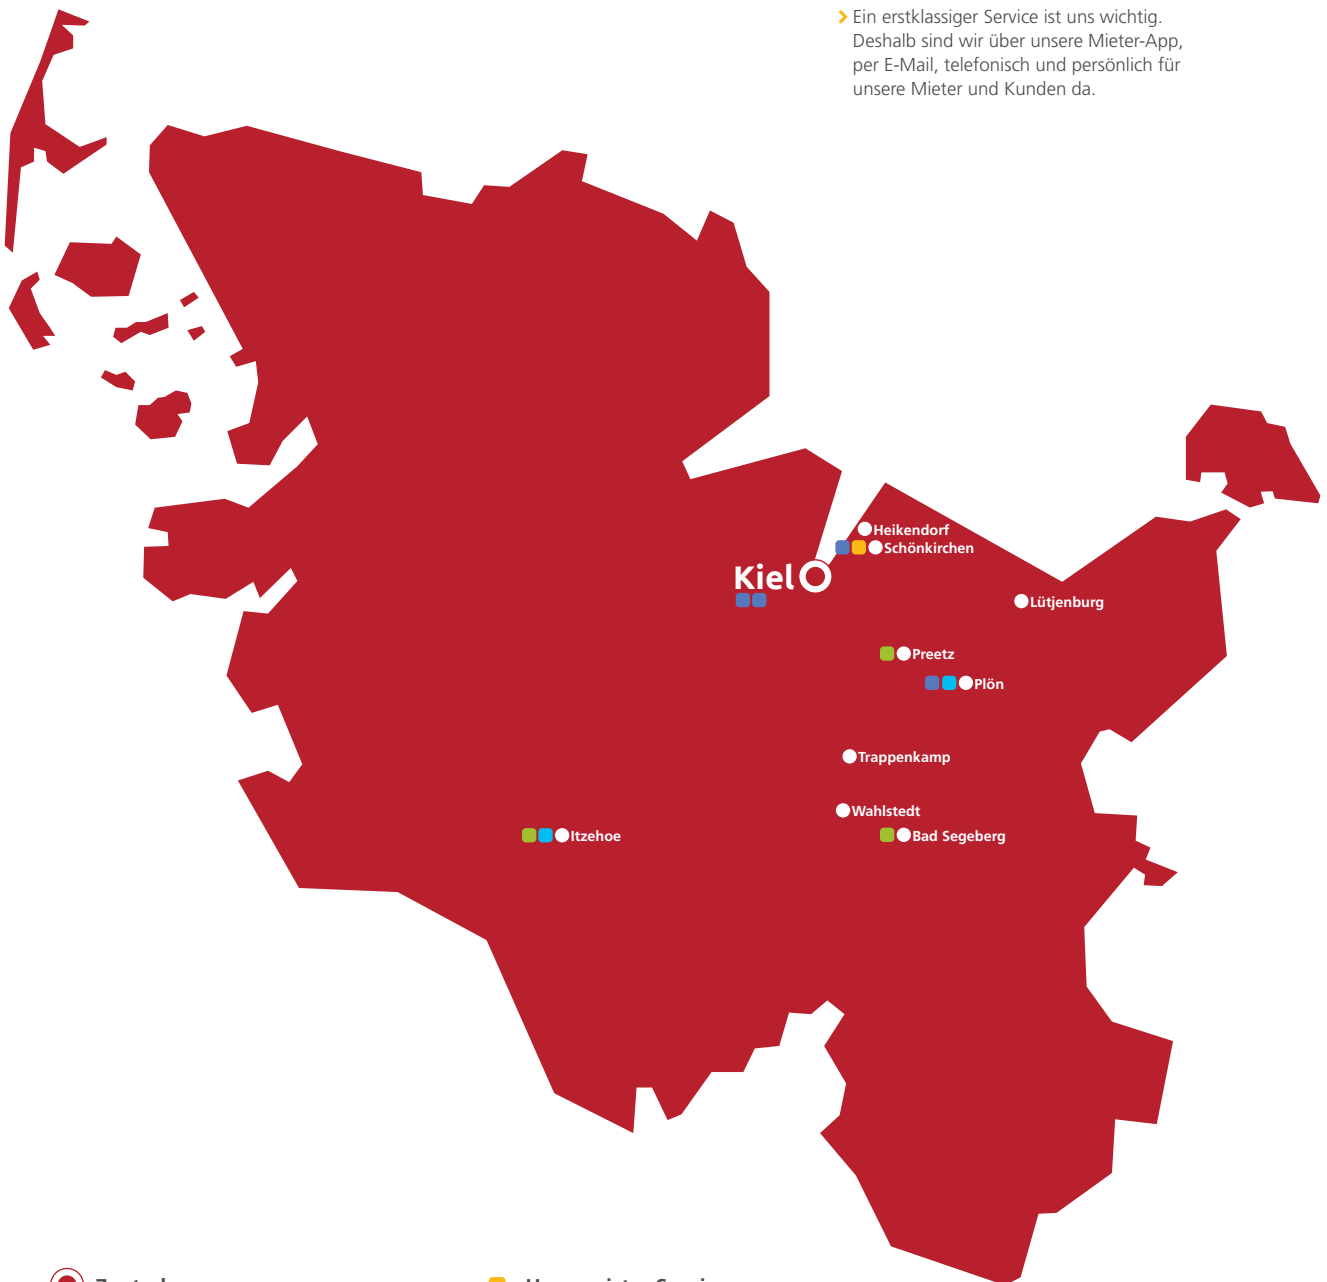 Ein erstklassiger Service ist uns wichtig.
Deshalb sind wir über unsere Mieter-App,
per E-Mail, telefonisch und persönlich für
unsere Mieter und Kunden da.
Heikendorf
Schönkirchen
Kiel
Lütjenburg
Preetz
Plön
Trappenkamp
Wahlstedt
Itzehoe
Bad Segeberg